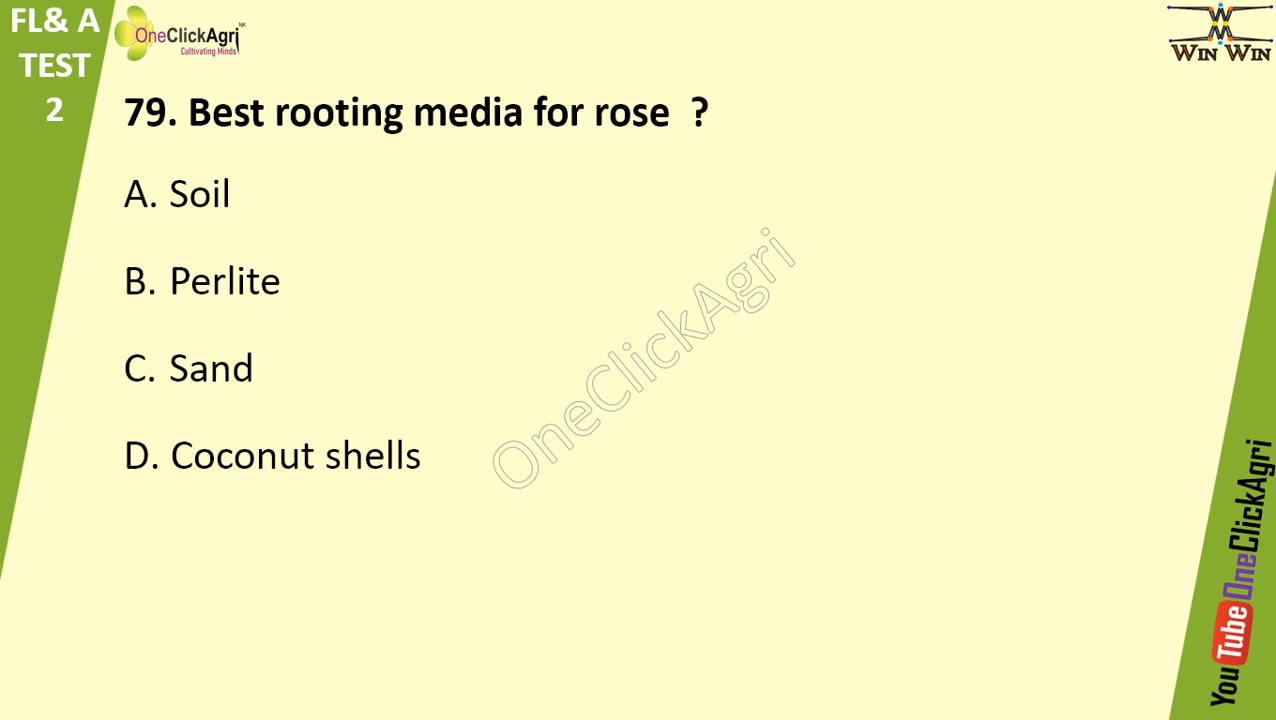 FL& A
TEST
2
OneClickAgri NK
Cultivating Minds
WIN WIN
79. Best rooting media for rose ?
A. Soil
B. Perlite
C. Sand
D. Coconut shells
OneClickAgri
YouTube OneClickAgri